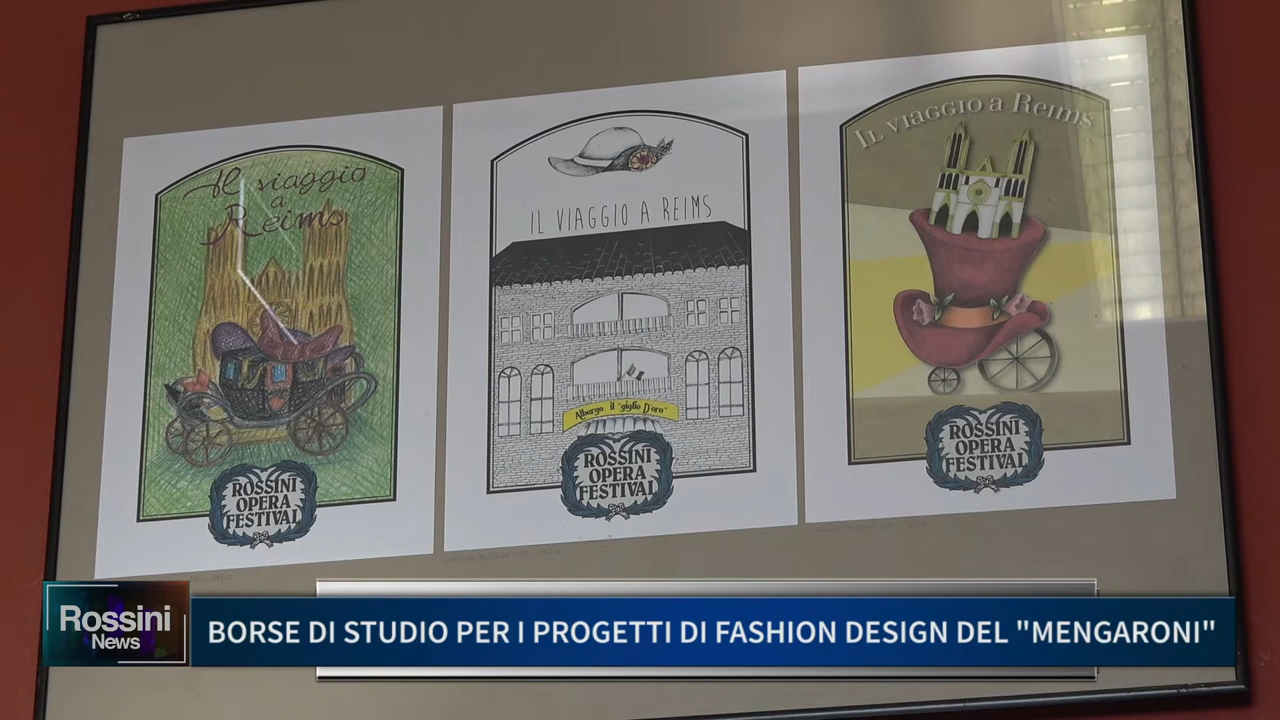 Il viaggio
a
Reims
ROSSINI
OPERA
FESTIVAL
IL VIAGGIO A REIMS
Albergo il "giglio D'oro"
ROSSINI
OPERA
FESTIVAL
IL VIAGGIO a REIMS
ROSSINI
OPERA
FESTIVAL
Rossini
News
BORSE DI STUDIO PER I PROGETTI DI FASHION DESIGN DEL "MENGARONI"